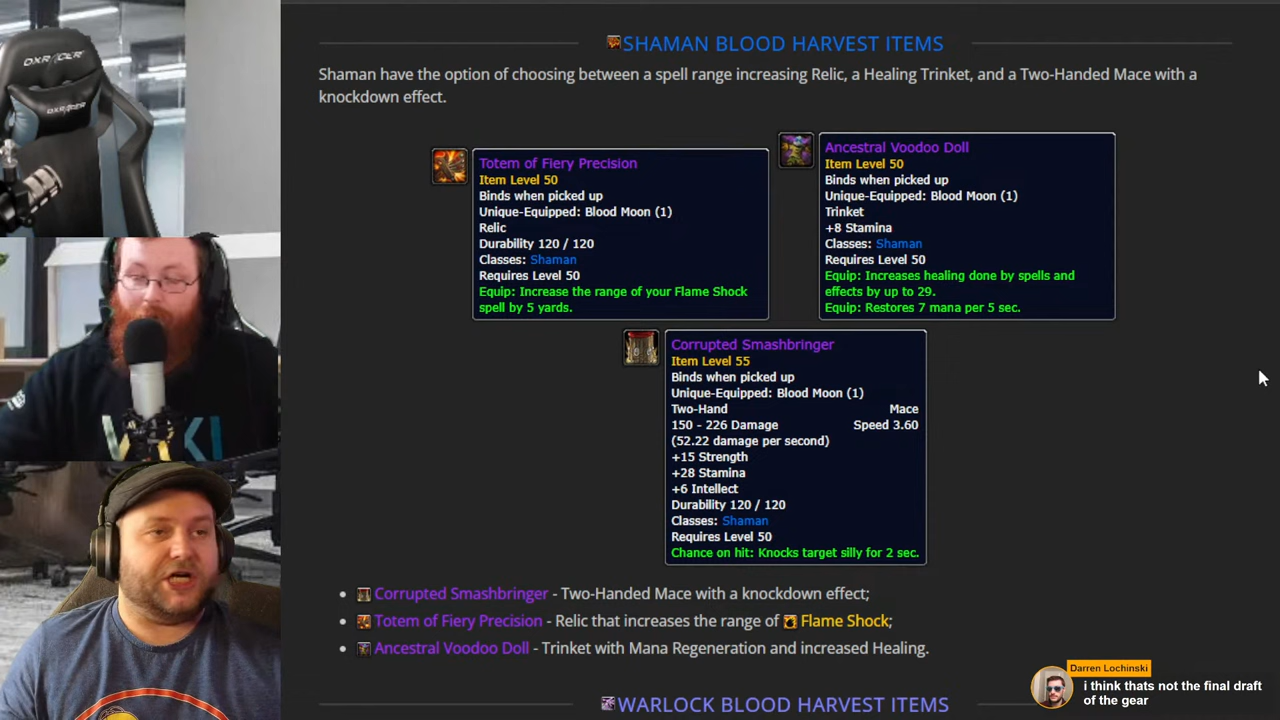 DXRACER
DXRACER
SHAMAN BLOOD HARVEST ITEMS
Shaman have the option of choosing between a spell range increasing Relic, a Healing Trinket, and a Two-Handed Mace with a
knockdown effect.
Totem of Fiery Precision
Item Level 50
Binds when picked up
Unique-Equipped: Blood Moon (1)
Relic
Durability 120 / 120
Classes: Shaman
Requires Level 50
Equip: Increase the range of your Flame Shock
spell by 5 yards.
Ancestral Voodoo Doll
Item Level 50
Binds when picked up
Unique-Equipped: Blood Moon (1)
Trinket
+8 Stamina
Classes: Shaman
Requires Level 50
Equip: Increases healing done by spells and
effects by up to 29.
Equip: Restores 7 mana per 5 sec.
Corrupted Smashbringer
Item Level 55
Binds when picked up
Unique-Equipped: Blood Moon (1)
Two-Hand Mace
150 - 226 Damage Speed 3.60
(52.22 damage per second)
+15 Strength
+28 Stamina
+6 Intellect
Durability 120 / 120
Classes: Shaman
Requires Level 50
Chance on hit: Knocks target silly for 2 sec.
Corrupted Smashbringer - Two-Handed Mace with a knockdown effect;
Totem of Fiery Precision - Relic that increases the range of Flame Shock;
Ancestral Voodoo Doll - Trinket with Mana Regeneration and increased Healing.
WARLOCK BLOOD HARVEST ITEMS
Darren Lochinski
i think thats not the final draft
of the gear